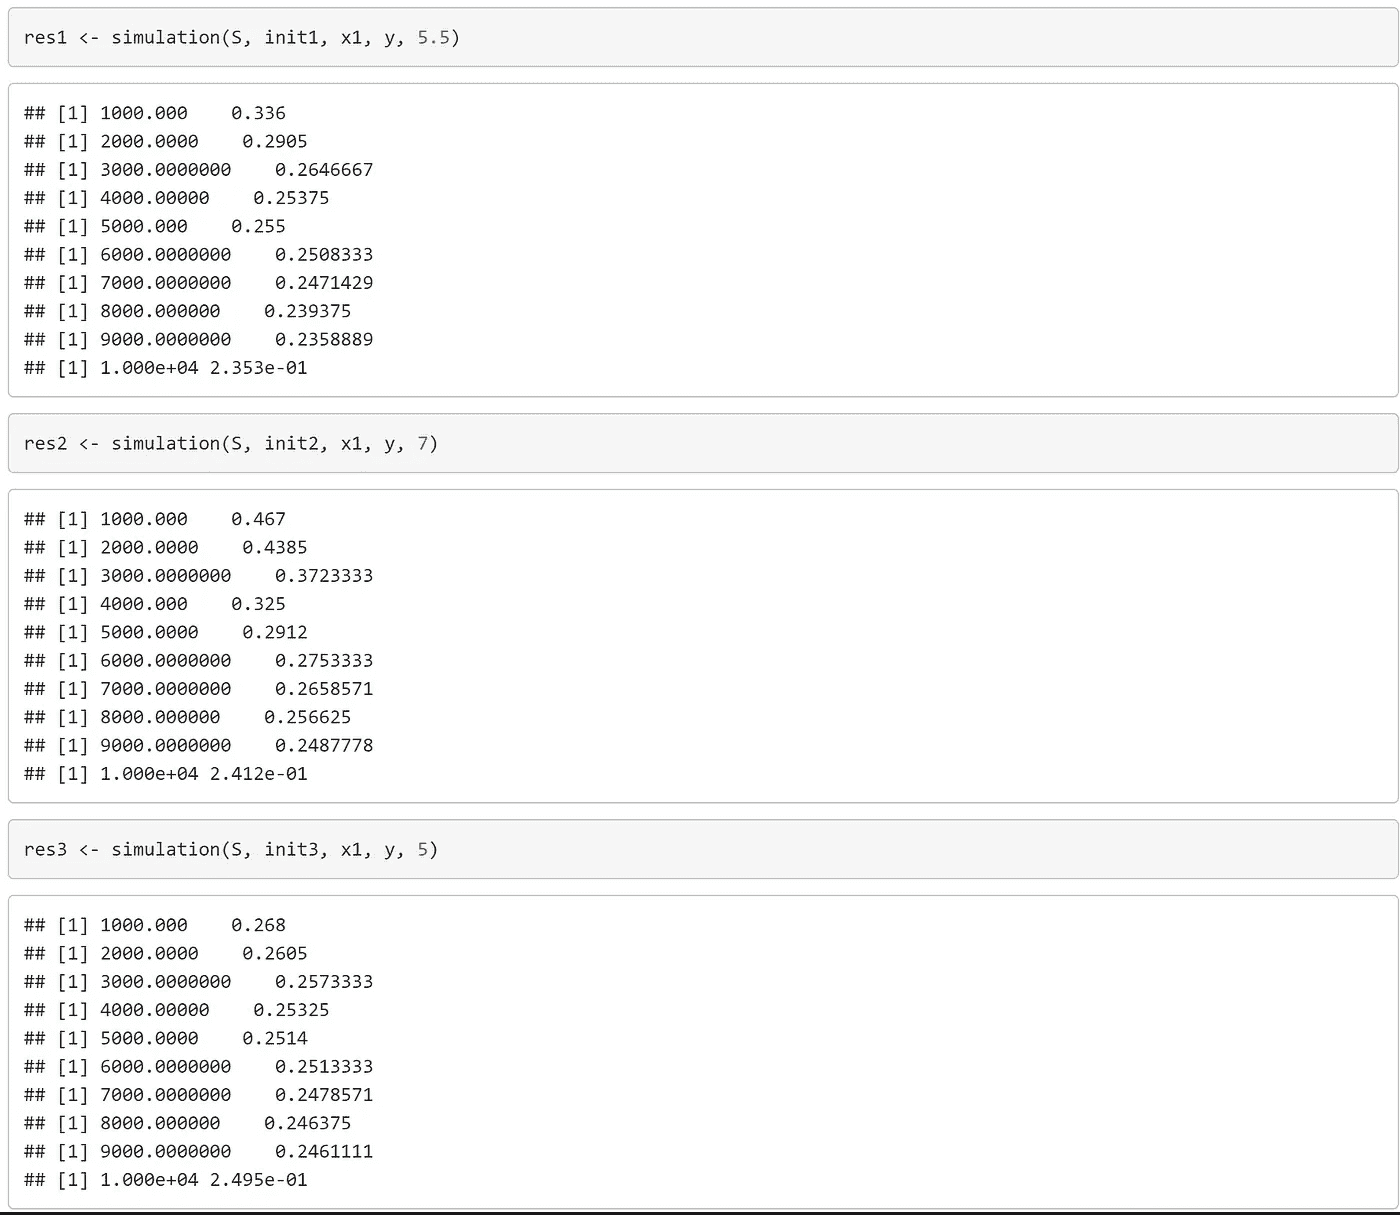 res1 <- simulation(S, init1, x1, y, 5.5)
## [1] 1000.000    0.336
## [1] 2000.0000    0.2905
## [1] 3000.0000000    0.2646667
## [1] 4000.00000    0.25375
## [1] 5000.000    0.255
## [1] 6000.0000000    0.2508333
## [1] 7000.0000000    0.2471429
## [1] 8000.000000    0.239375
## [1] 9000.0000000    0.2358889
## [1] 1.000e+04 2.353e-01
res2 <- simulation(S, init2, x1, y, 7)
## [1] 1000.000    0.467
## [1] 2000.0000    0.4385
## [1] 3000.0000000    0.3723333
## [1] 4000.000    0.325
## [1] 5000.0000    0.2912
## [1] 6000.0000000    0.2753333
## [1] 7000.0000000    0.2658571
## [1] 8000.000000    0.256625
## [1] 9000.0000000    0.2487778
## [1] 1.000e+04 2.412e-01
res3 <- simulation(S, init3, x1, y, 5)
## [1] 1000.000    0.268
## [1] 2000.0000    0.2605
## [1] 3000.0000000    0.2573333
## [1] 4000.00000    0.25325
## [1] 5000.0000    0.2514
## [1] 6000.0000000    0.2513333
## [1] 7000.0000000    0.2478571
## [1] 8000.000000    0.246375
## [1] 9000.0000000    0.2461111
## [1] 1.000e+04 2.495e-01